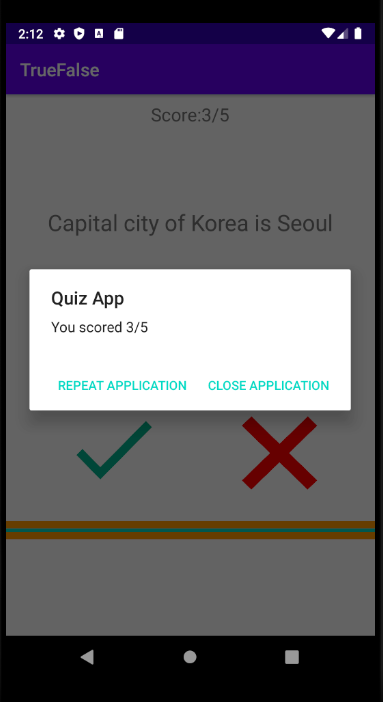 2:12
TrueFalse
Score:3/5
Capital city of Korea is Seoul
Quiz App
You scored 3/5
REPEAT APPLICATION CLOSE APPLICATION